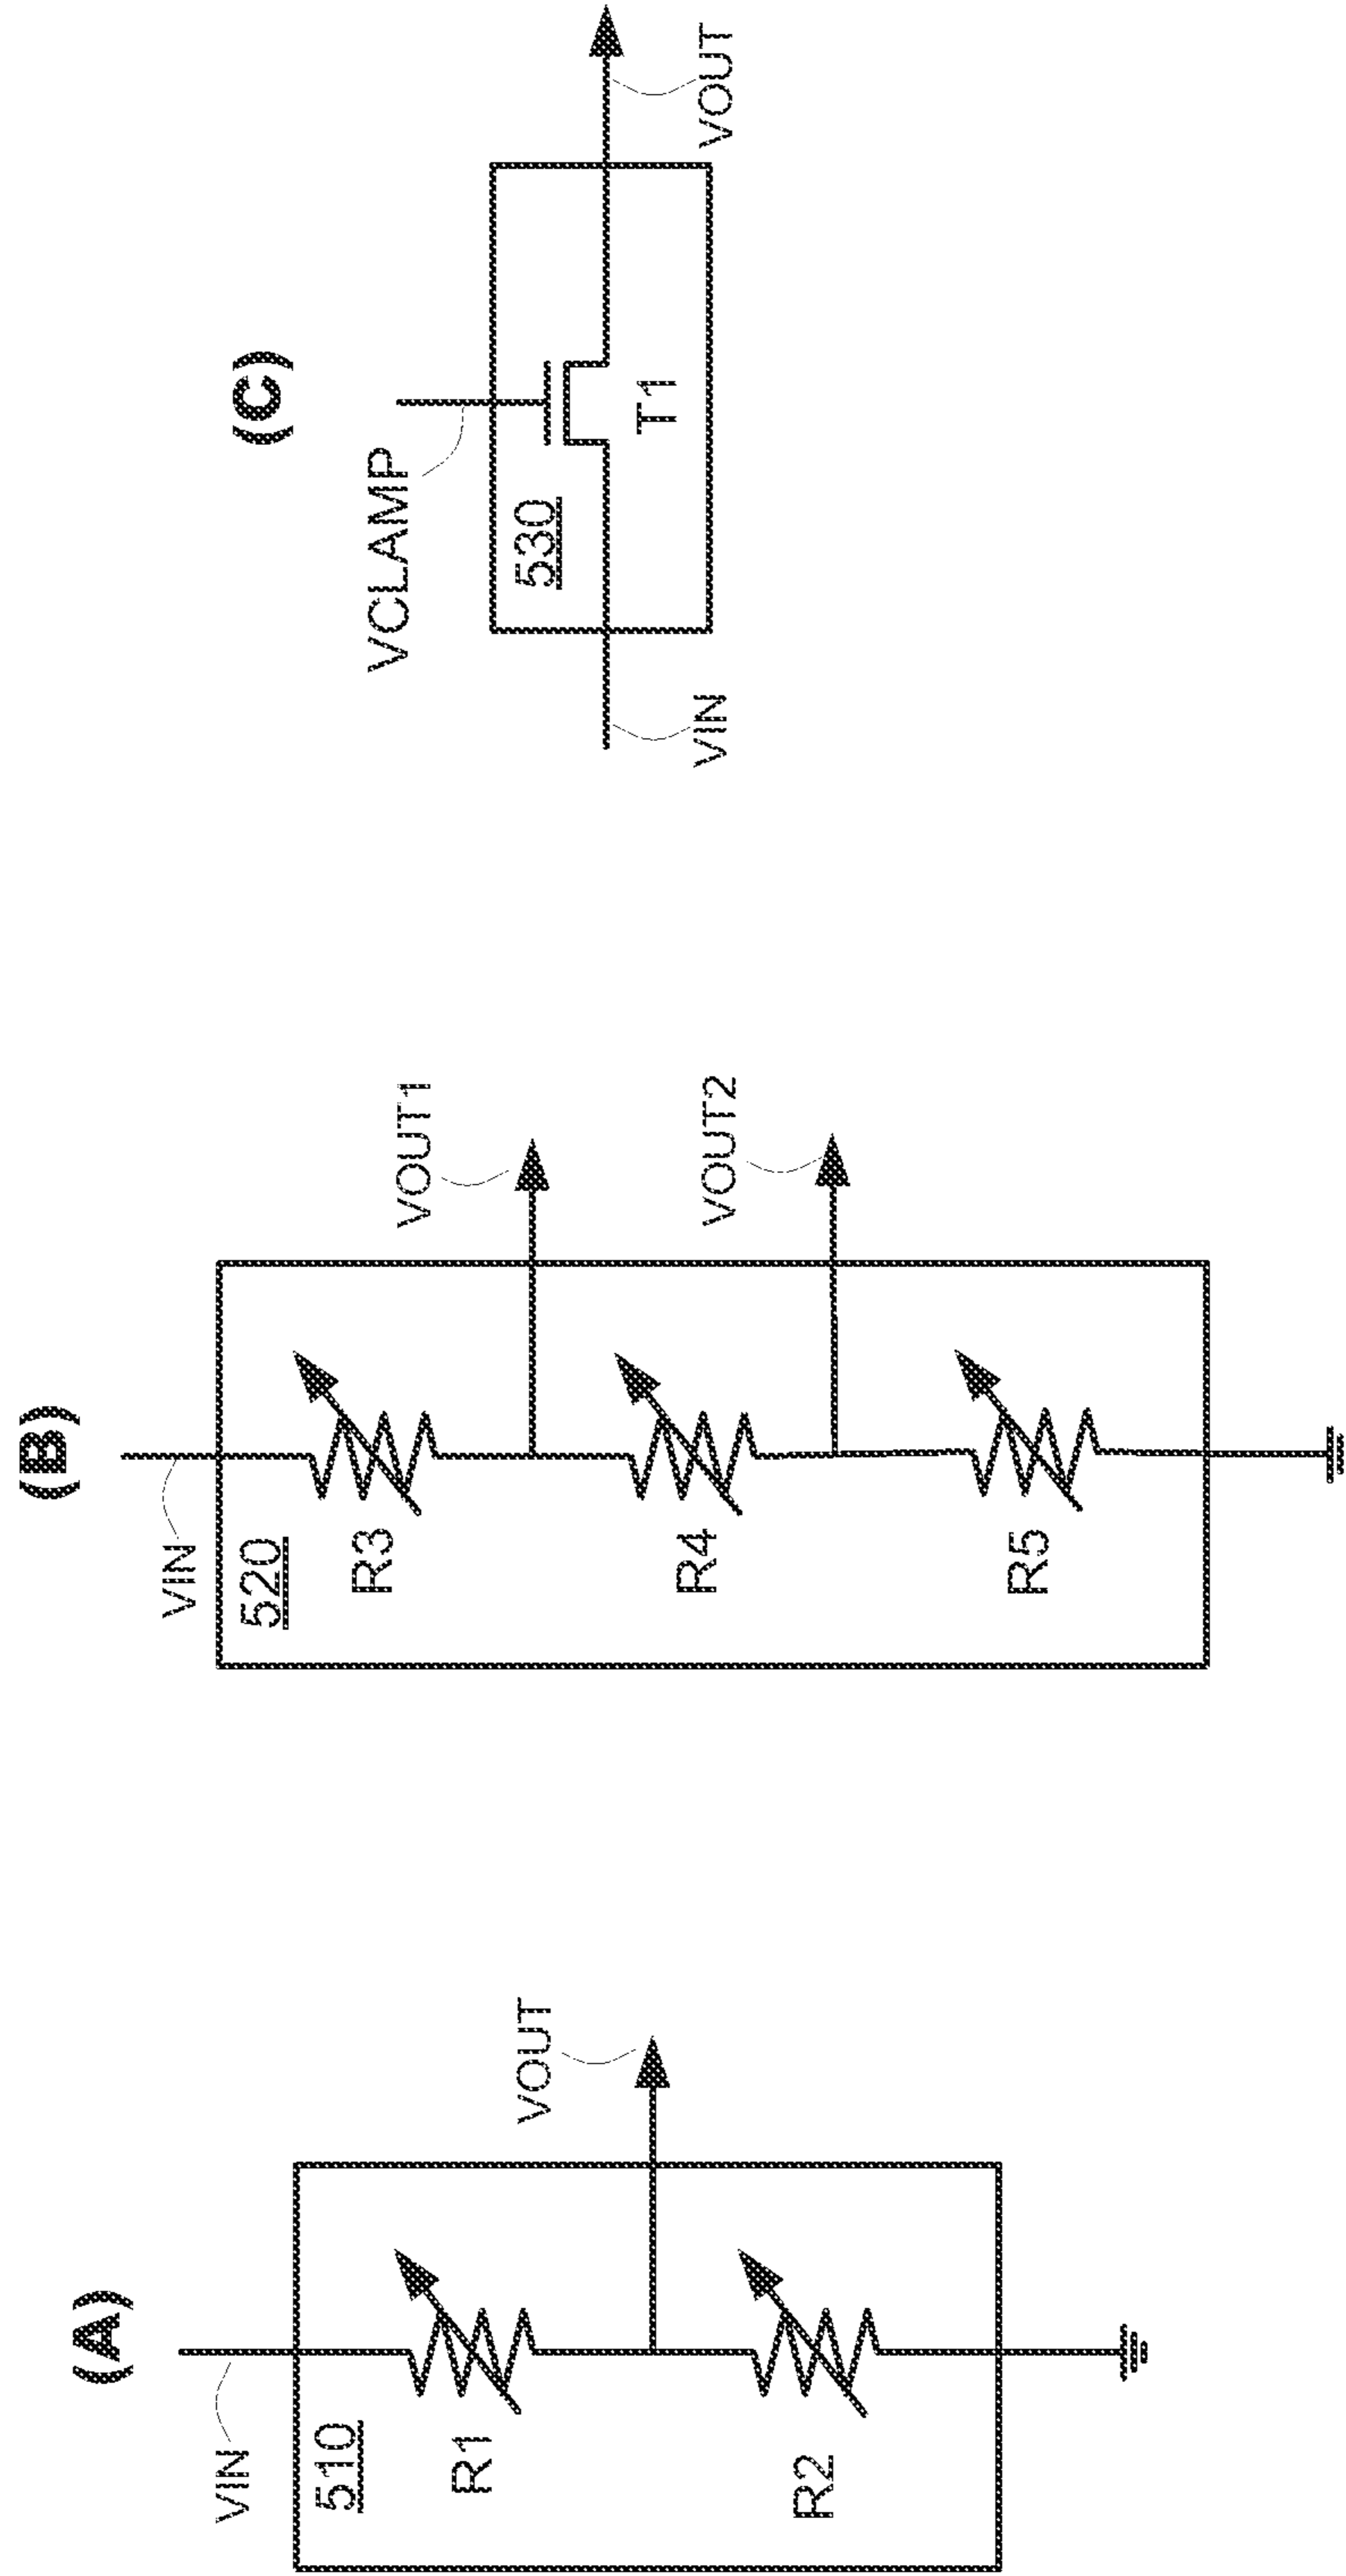 (A)
VIN
510
R1
VOUT
R2
(B)
VIN
520
R3
VOUT1
R4
VOUT2
R5
(C)
VCLAMP
530
T1
VIN
VOUT